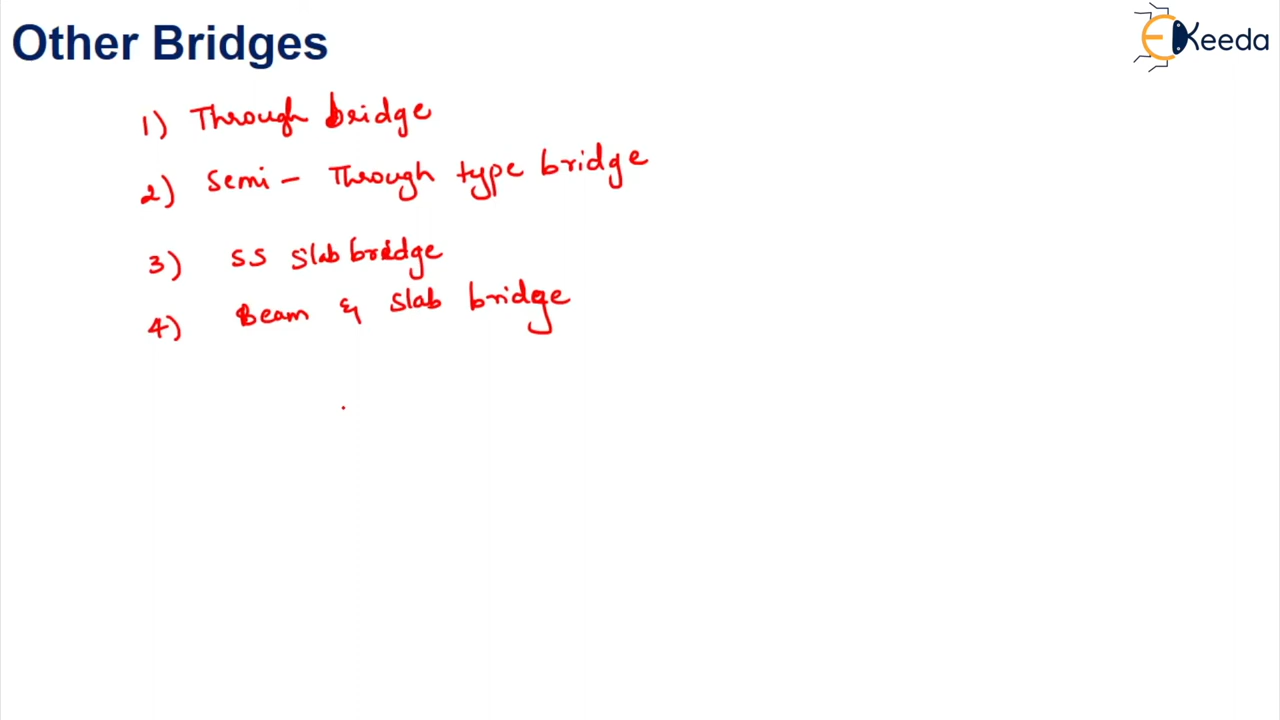 Other Bridges
EKeeda
1) Through bridge
2) Semi - Through type bridge
3) SS Slab bridge
4) Beam & Slab bridge